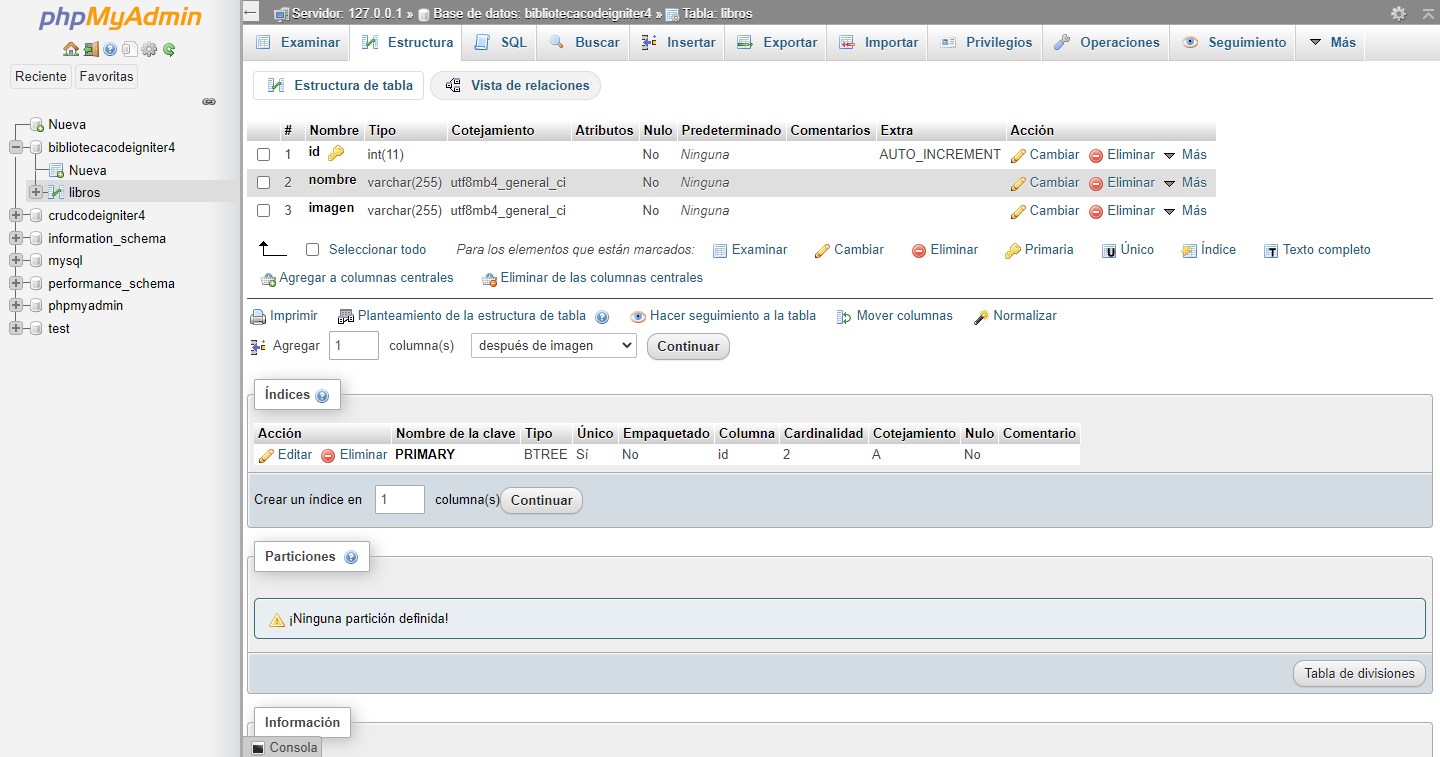 phpMyAdmin
Reciente Favoritas
Nueva
bibliotecacodeigniter4
Nueva
libros
crudcodeigniter4
information_schema
mysql
performance_schema
phpmyadmin
test
Servidor: 127.0.0.1 » Base de datos: bibliotecacodeigniter4 » Tabla: libros
Examinar Estructura SQL Buscar Insertar Exportar Importar Privilegios Operaciones Seguimiento Más
Estructura de tabla Vista de relaciones
# Nombre Tipo Cotejamiento Atributos Nulo Predeterminado Comentarios Extra Acción
1 id int(11) No Ninguna AUTO_INCREMENT Cambiar Eliminar Más
2 nombre varchar(255) utf8mb4_general_ci No Ninguna Cambiar Eliminar Más
3 imagen varchar(255) utf8mb4_general_ci No Ninguna Cambiar Eliminar Más
Seleccionar todo Para los elementos que están marcados: Examinar Cambiar Eliminar Primaria Único Índice Texto completo
Agregar a columnas centrales Eliminar de las columnas centrales
Imprimir Planteamiento de la estructura de tabla Hacer seguimiento a la tabla Mover columnas Normalizar
Agregar 1 columna(s) después de imagen Continuar
Índices
Acción Nombre de la clave Tipo Único Empaquetado Columna Cardinalidad Cotejamiento Nulo Comentario
Editar Eliminar PRIMARY BTREE Sí No id 2 A No
Crear un índice en 1 columna(s) Continuar
Particiones
¡Ninguna partición definida!
Tabla de divisiones
Información
Consola